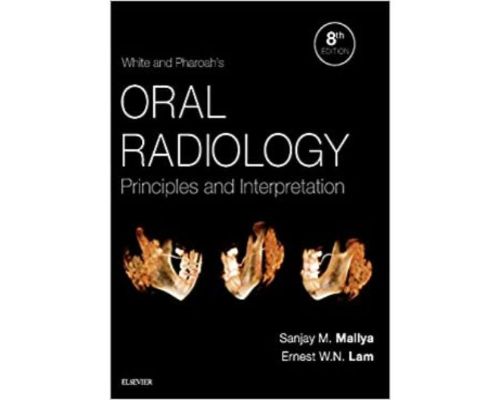 8th
EDITION
White and Pharoah's
ORAL
RADIOLOGY
Principles and Interpretation
Sanjay M. Mallya
Ernest W.N. Lam
ELSEVIER